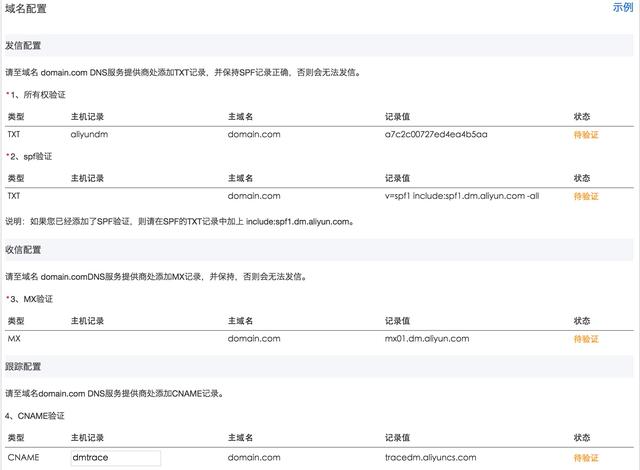 域名配置 示例
发信配置
请至域名 domain.com DNS服务提供商处添加TXT记录，并保持SPF记录正确，否则会无法发信。
*1、所有权验证
类型 主机记录 主域名 记录值 状态
TXT aliyundm domain.com a7c2c00727ed4ea4b5aa 待验证
*2、spf验证
类型 主机记录 主域名 记录值 状态
TXT domain.com v=spf1 include:spf1.dm.aliyun.com -all 待验证
说明：如果您已经添加了SPF验证，则请在SPF的TXT记录中加上 include:spf1.dm.aliyun.com。
收信配置
请至域名 domain.comDNS服务提供商处添加MX记录，并保持，否则会无法发信。
*3、MX验证
类型 主机记录 主域名 记录值 状态
MX domain.com mx01.dm.aliyun.com 待验证
跟踪配置
请至域名domain.com DNS服务提供商处添加CNAME记录。
4、CNAME验证
类型 主机记录 主域名 记录值 状态
CNAME dmtrace domain.com tracedm.aliyuncs.com 待验证